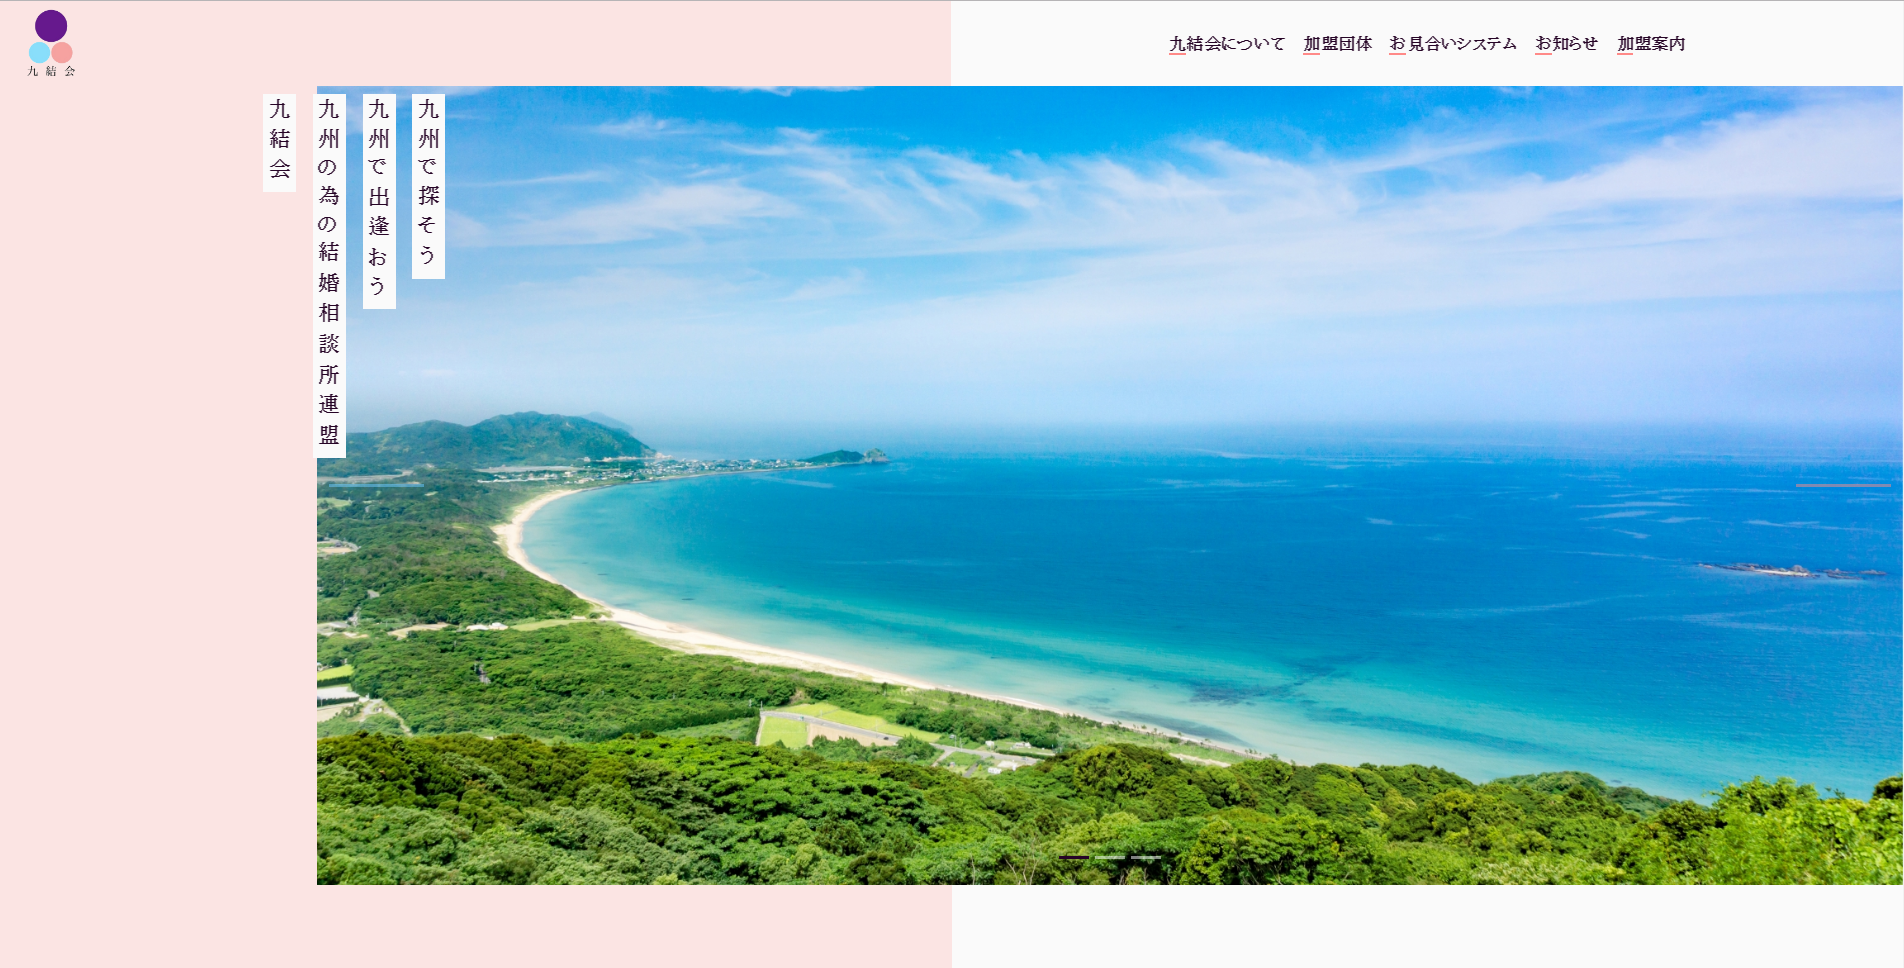 九結会
九結会について
加盟団体
お見合いシステム
お知らせ
加盟案内
九州で探そう
九州で出逢おう
九州の為の結婚相談所連盟
九結会